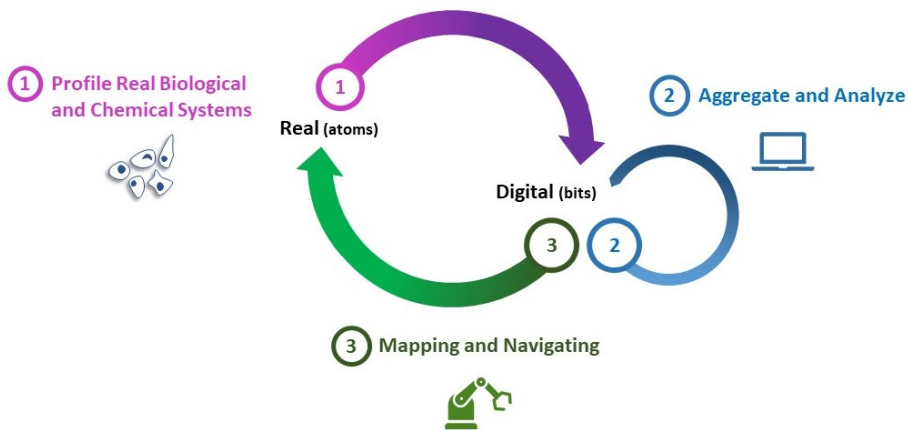 1 Profile Real Biological
and Chemical Systems
1
Real (atoms)
2 Aggregate and Analyze
Digital (bits)
3 2
3 Mapping and Navigating